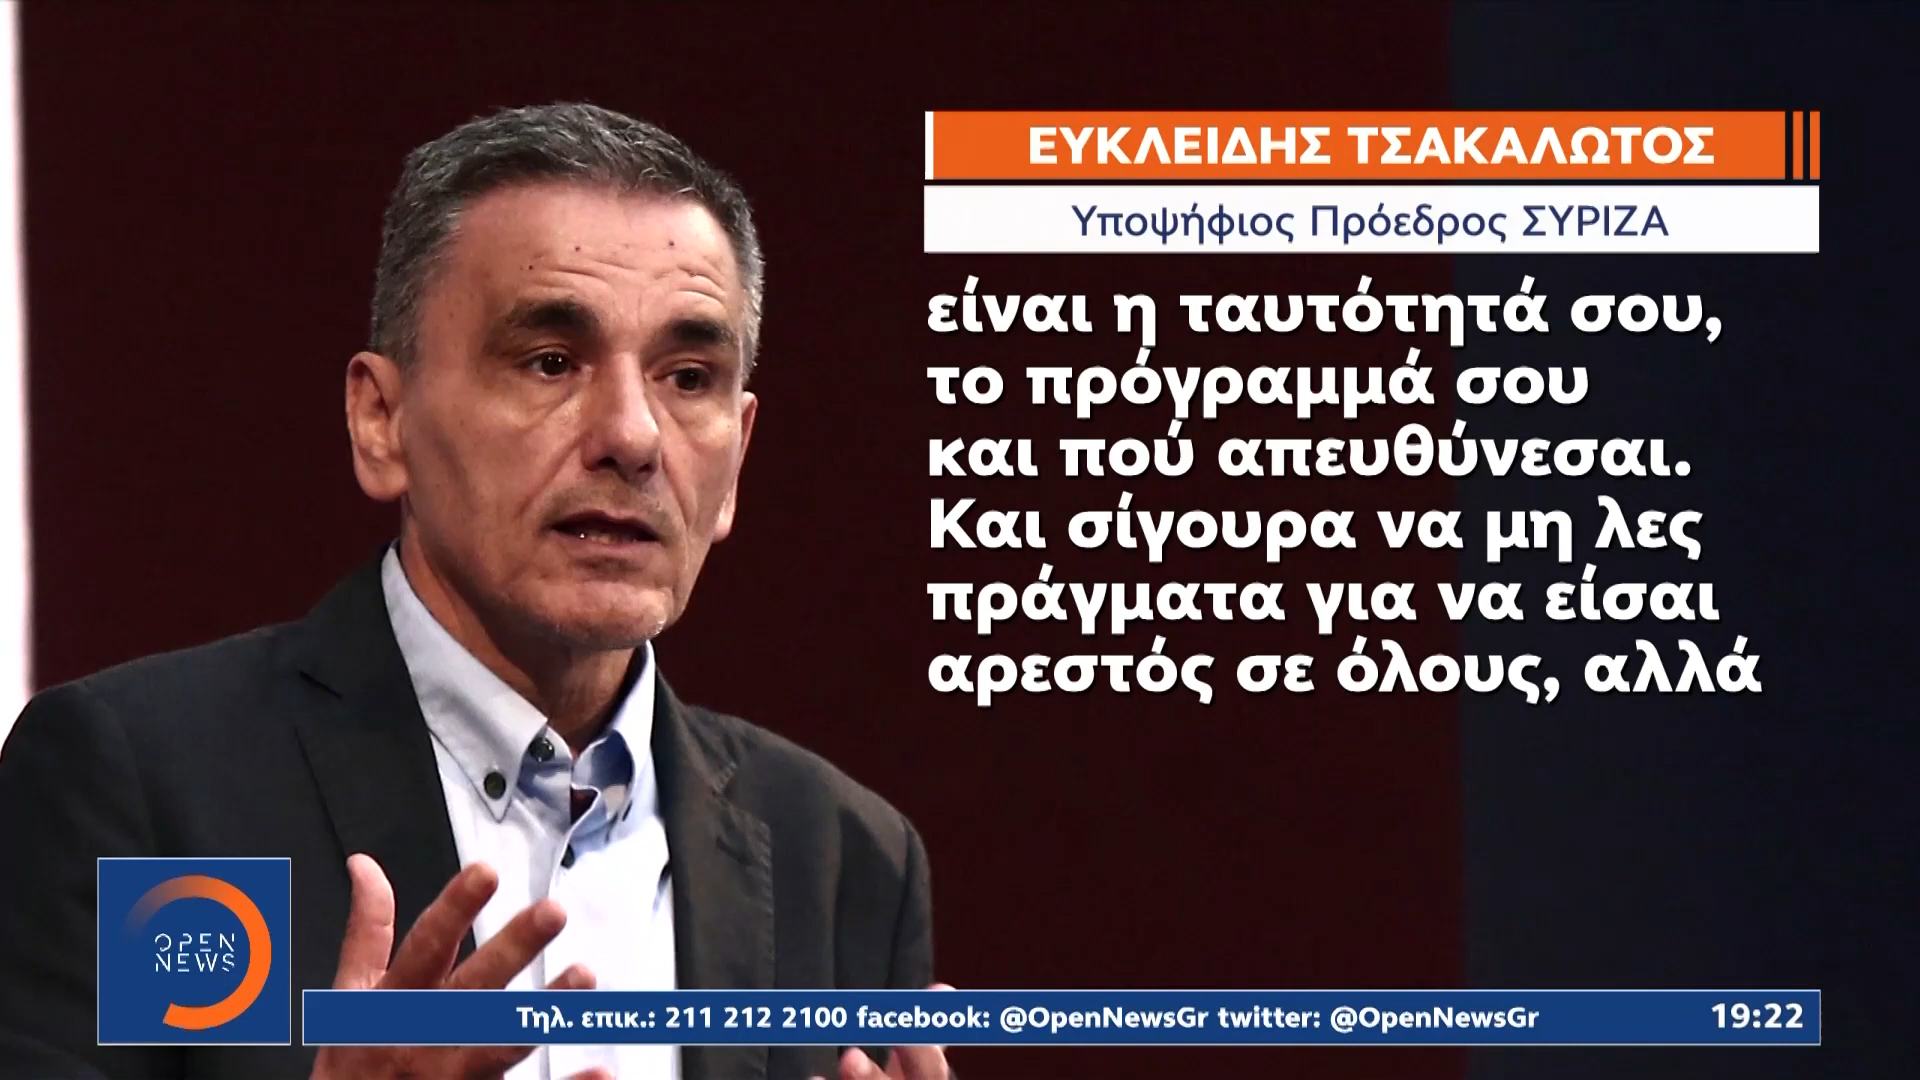 ΕΥΚΛΕΙΔΗΣ ΤΣΑΚΑΛΩΤΟΣ
Υποψήφιος Πρόεδρος ΣΥΡΙΖΑ
είναι η ταυτότητά σου,
το πρόγραμμά σου
και πού απευθύνεσαι.
Και σίγουρα να μη λες
πράγματα για να είσαι
αρεστός σε όλους, αλλά
OPEN
NEWS
Τηλ. επικ.: 211 212 2100 facebook: @OpenNewsGr twitter: @OpenNewsGr
19:22